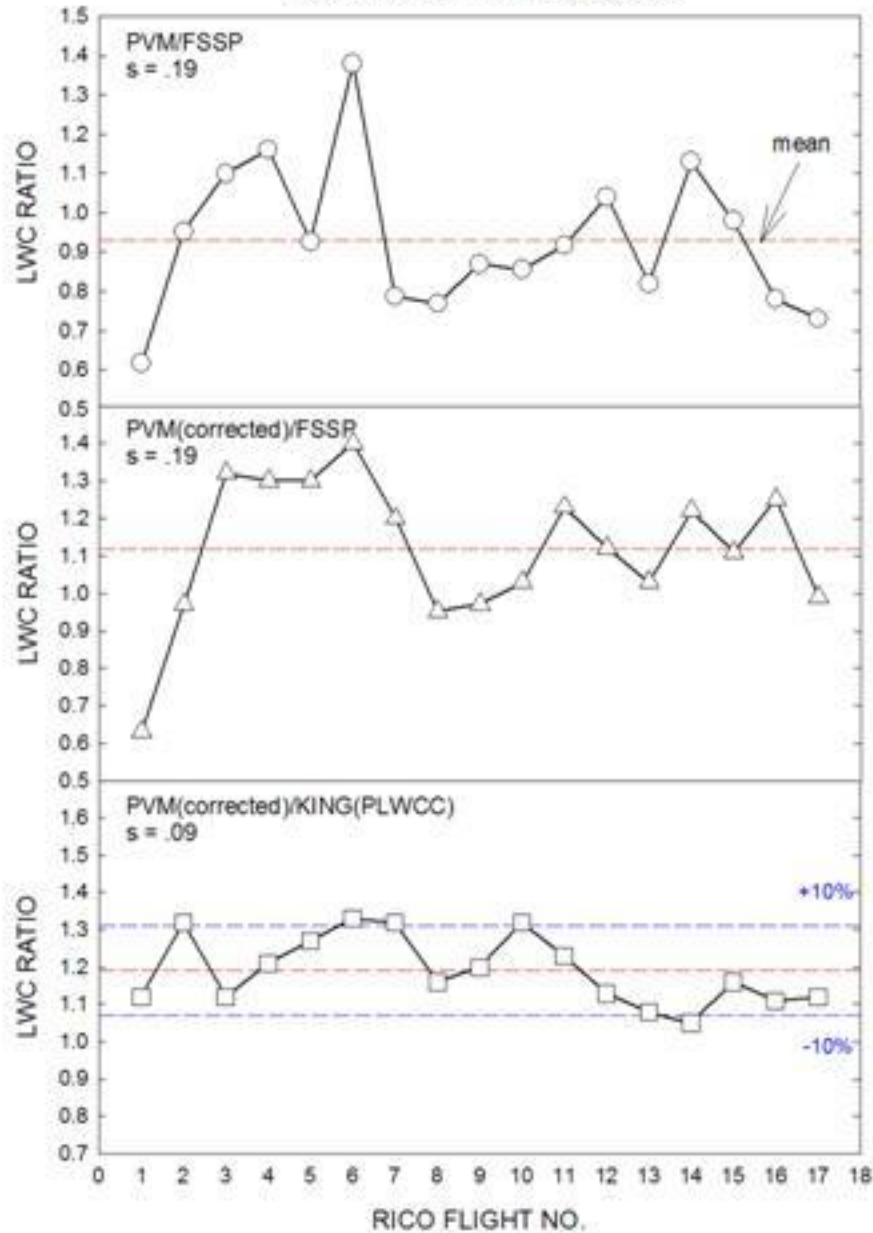 1.5
PVM/FSSP
s = .19
1.4
1.3
1.2
mean
1.1
1.0
0.9
0.8
0.7
0.6
0.5
LWC RATIO
PVM(corrected)/FSSP
s = .19
1.4
1.3
1.2
1.1
1.0
0.9
0.8
0.7
0.6
0.5
LWC RATIO
PVM(corrected)/KING(PLWCC)
s = .09
1.6
1.5
1.4
+10%
1.3
1.2
1.1
1.0
-10%
0.9
0.8
0.7
LWC RATIO
0 1 2 3 4 5 6 7 8 9 10 11 12 13 14 15 16 17 18
RICO FLIGHT NO.